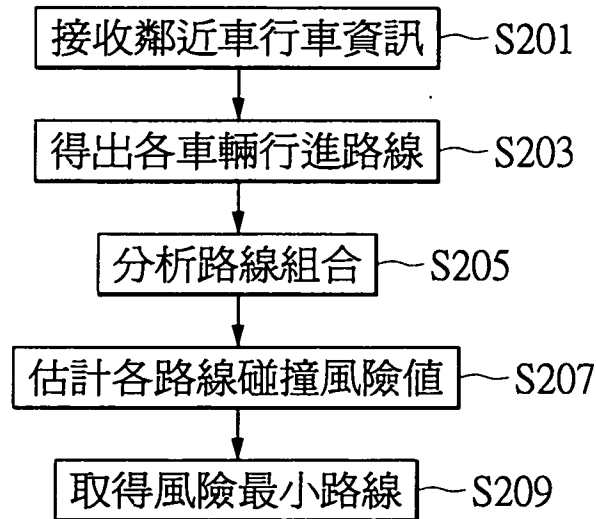 接收鄰近車行車資訊 S201
得出各車輛行進路線 S203
分析路線組合 S205
估計各路線碰撞風險值 S207
取得風險最小路線 S209